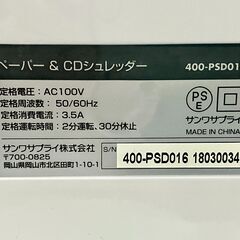 ペーパー & CDシュレッダー 400-PSD01
定格電圧：AC100V
定格周波数：50/60Hz
定格消費電流：3.5A
定格運転時間：2分運転、30分休止
PS
E
MADE IN CHINA
サンワサプライ株式会社
〒700-0825
岡山県岡山市北区田町1-10-1
S/N
400-PSD016 18030034
サンワサプライ